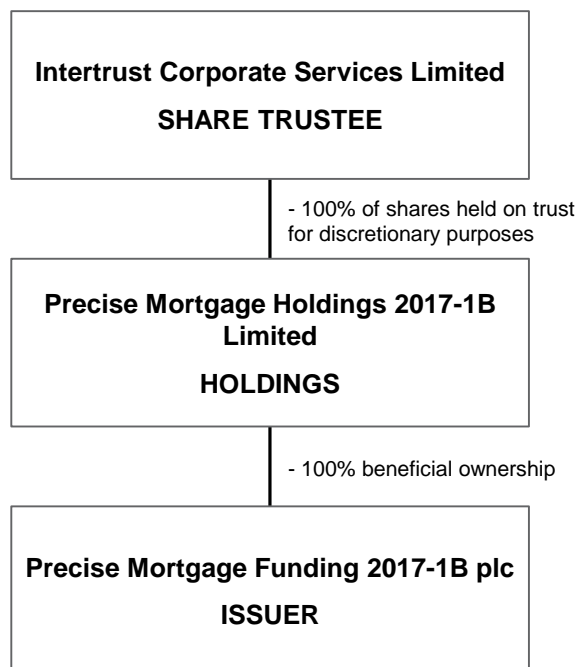 Intertrust Corporate Services Limited
SHARE TRUSTEE
- 100% of shares held on trust
for discretionary purposes
Precise Mortgage Holdings 2017-1B
Limited
HOLDINGS
- 100% beneficial ownership
Precise Mortgage Funding 2017-1B plc
ISSUER